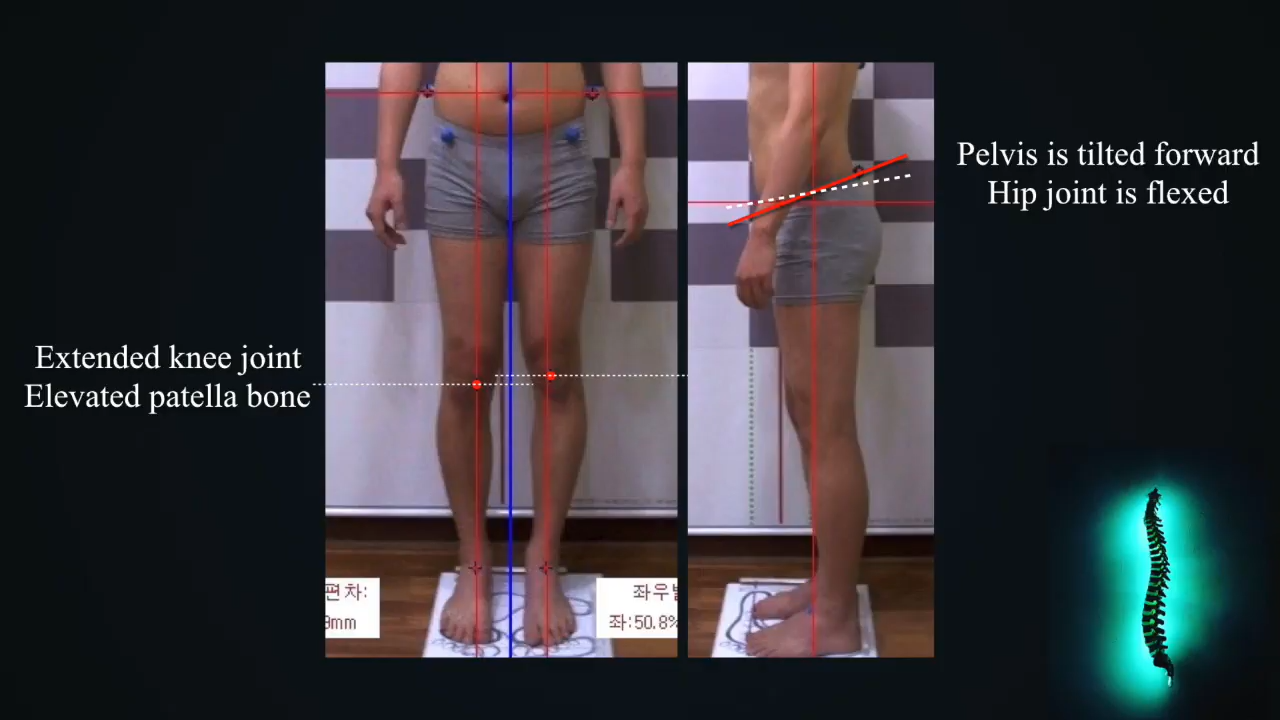 Pelvis is tilted forward
Hip joint is flexed
Extended knee joint
Elevated patella bone
편차:
mm
좌우
좌:50.8%